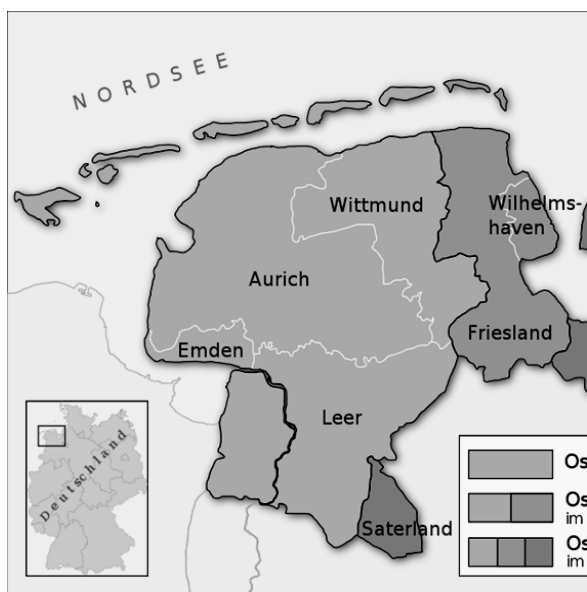 NORDSEE
Wittmund
Wilhelms-
haven
Aurich
Friesland
Emden
Leer
Saterland
Deutschland
Os
Os
im
Os
im